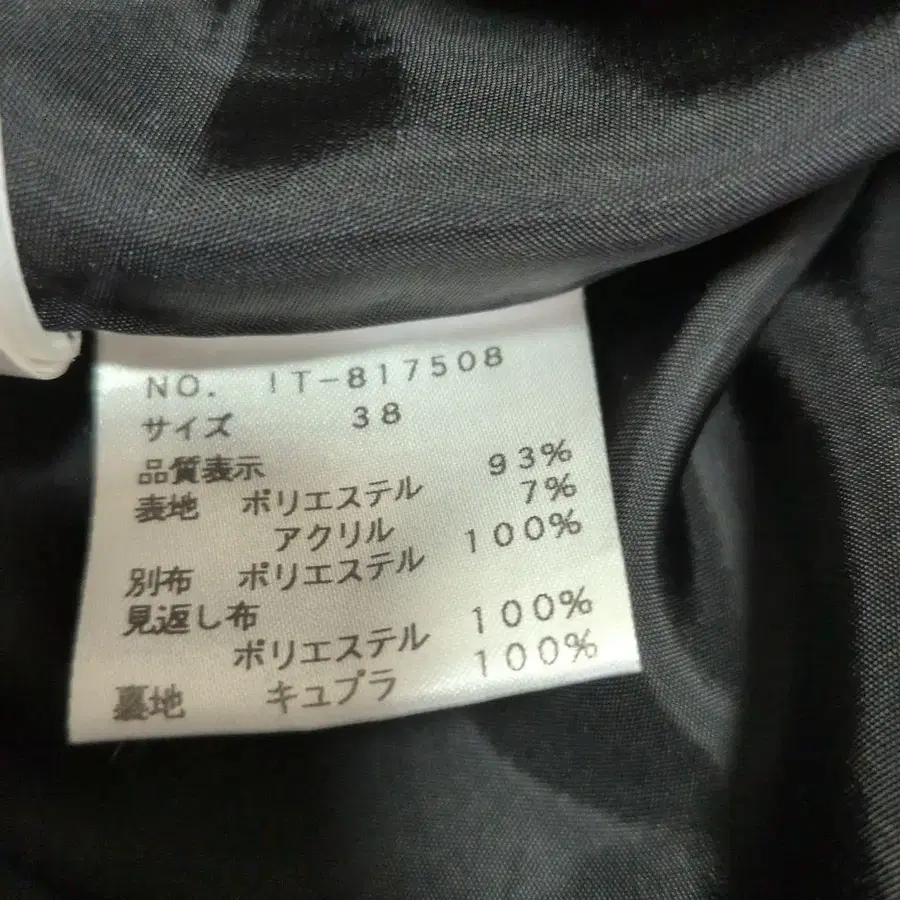 NO. IT-817508
サイズ 38
品質表示
表地 ポリエステル 93%
アクリル 7%
別布 ポリエステル 100%
見返し布
ポリエステル 100%
裏地 キュプラ 100%